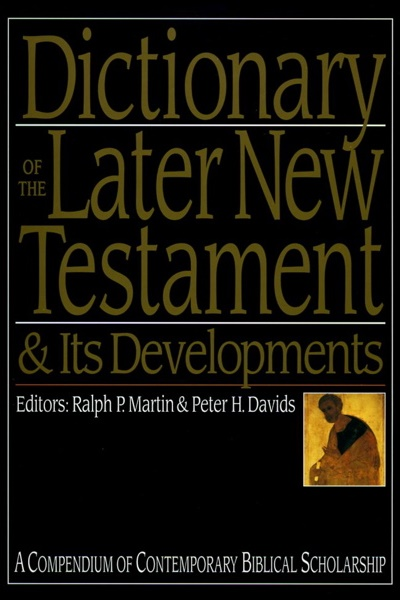 Dictionary
OF THE Later New
Testament
& Its Developments
Editors: Ralph P. Martin & Peter H. Davids
A COMPENDIUM OF CONTEMPORARY BIBLICAL SCHOLARSHIP